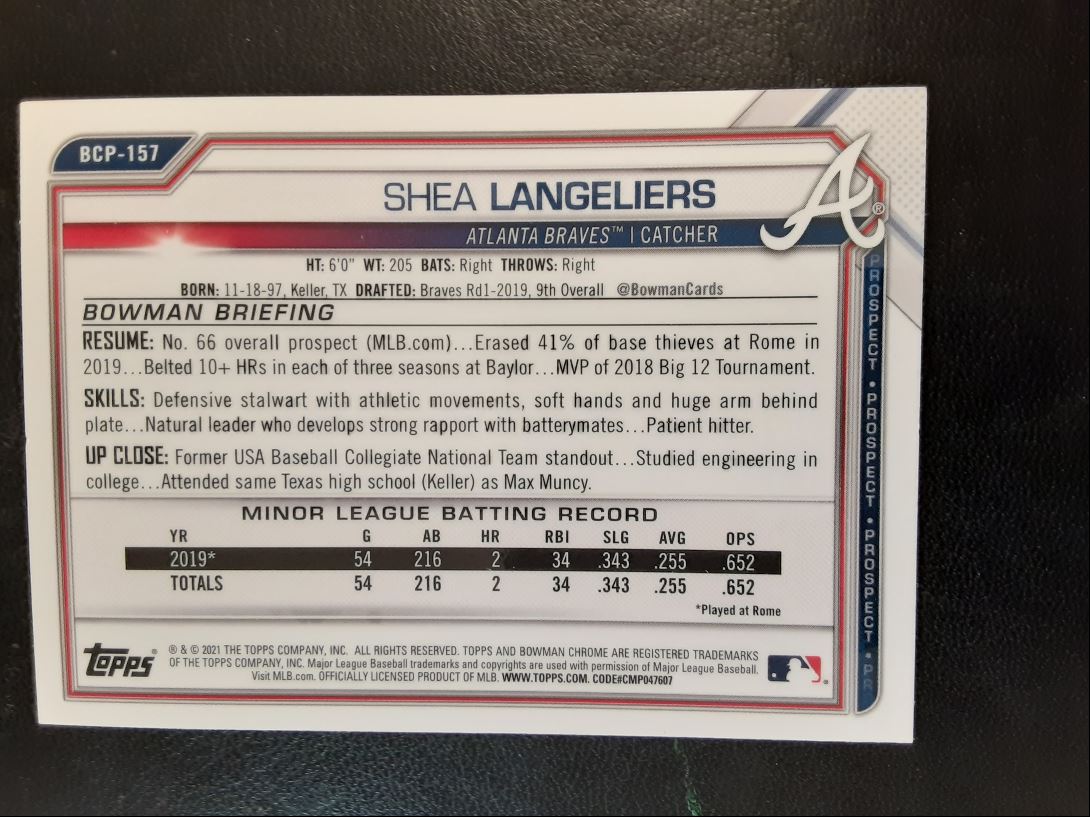 BCP-157
SHEA LANGELIERS
A®
ATLANTA BRAVES™ | CATCHER
HT: 6'0" WT: 205 BATS: Right THROWS: Right
BORN: 11-18-97, Keller, TX DRAFTED: Braves Rd1-2019, 9th Overall @BowmanCards
BOWMAN BRIEFING
RESUME: No. 66 overall prospect (MLB.com)...Erased 41% of base thieves at Rome in
2019...Belted 10+ HRs in each of three seasons at Baylor...MVP of 2018 Big 12 Tournament.
SKILLS: Defensive stalwart with athletic movements, soft hands and huge arm behind
plate...Natural leader who develops strong rapport with batterymates...Patient hitter.
UP CLOSE: Former USA Baseball Collegiate National Team standout...Studied engineering in
college...Attended same Texas high school (Keller) as Max Muncy.
MINOR LEAGUE BATTING RECORD
YR G AB HR RBI SLG AVG OPS
2019* 54 216 2 34 .343 .255 .652
TOTALS 54 216 2 34 .343 .255 .652
*Played at Rome
TOPPS®
® & © 2021 THE TOPPS COMPANY, INC. ALL RIGHTS RESERVED. TOPPS AND BOWMAN CHROME ARE REGISTERED TRADEMARKS
OF THE TOPPS COMPANY, INC. Major League Baseball trademarks and copyrights are used with permission of Major League Baseball.
Visit MLB.com. OFFICIALLY LICENSED PRODUCT OF MLB. WWW.TOPPS.COM. CODE#CMP047607
PROSPECT • PROSPECT • PROSPECT • PR